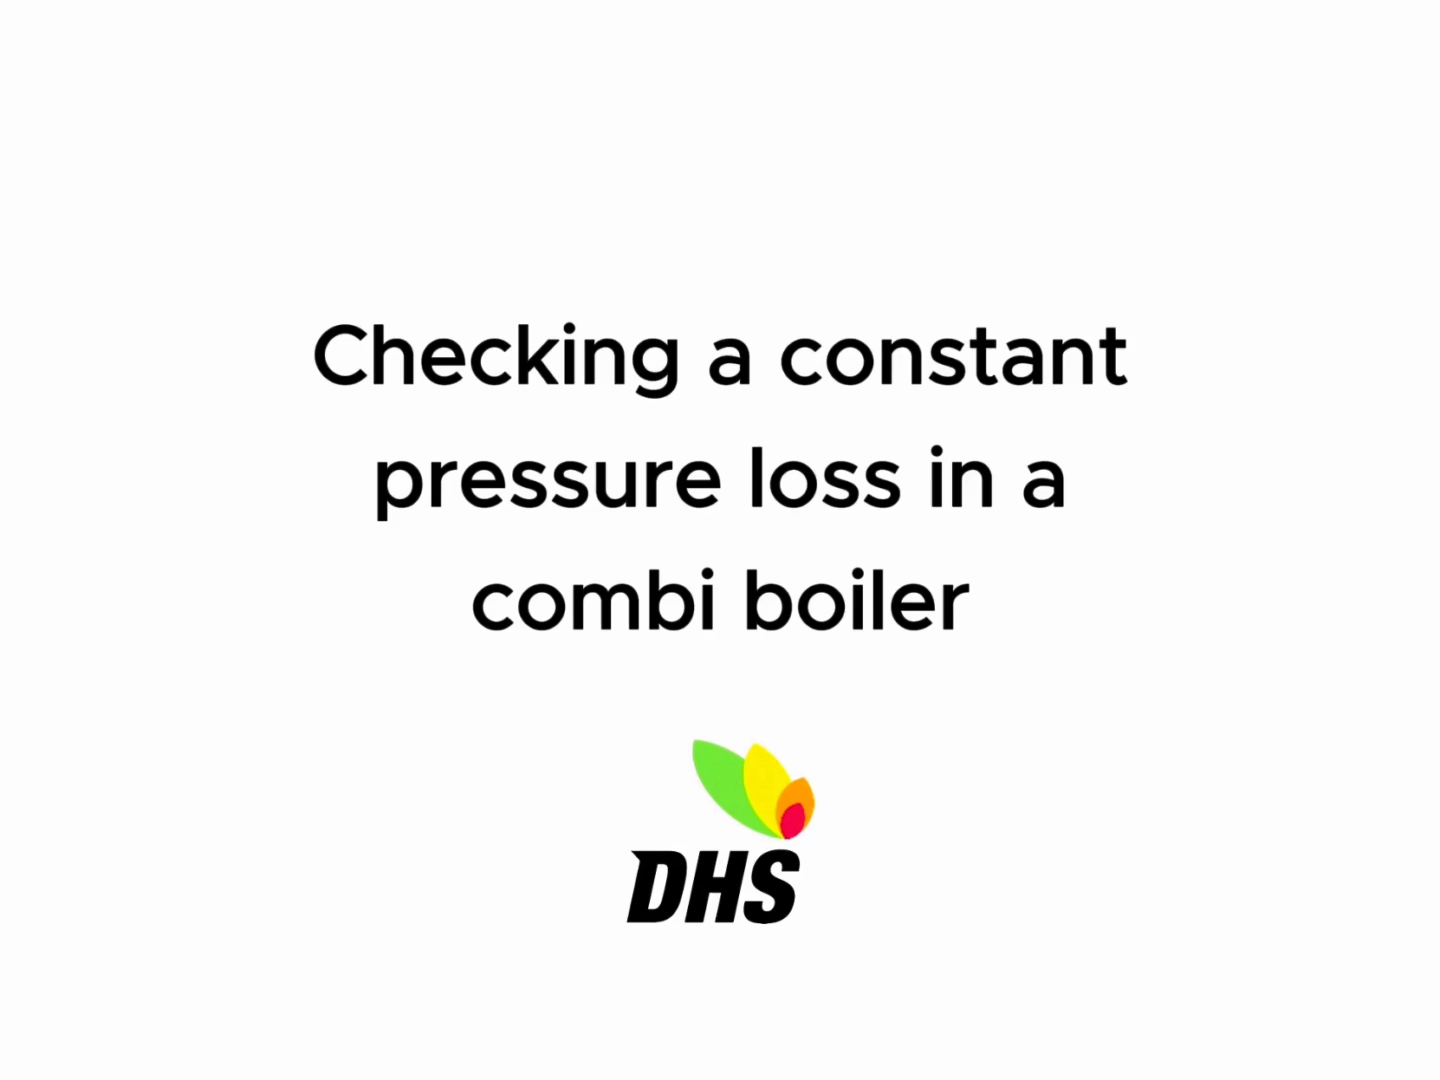 Checking a constant
pressure loss in a
combi boiler
DHS